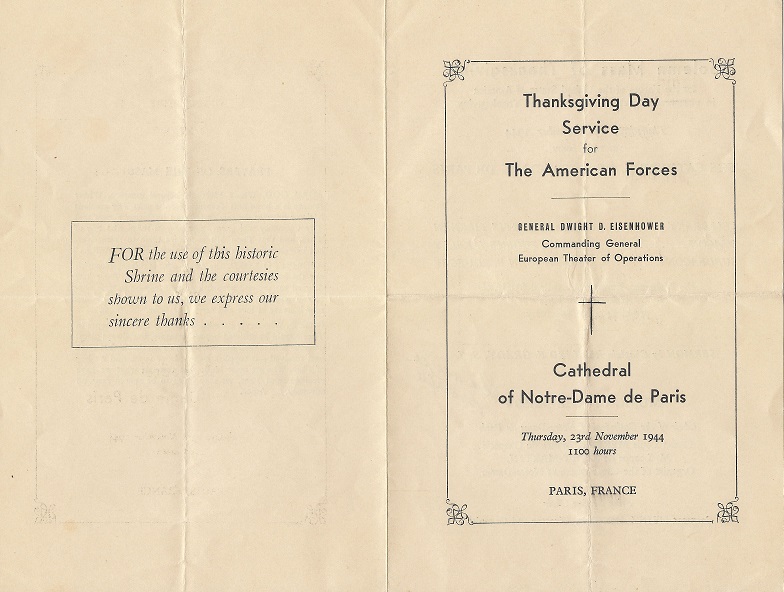 FOR the use of this historic
Shrine and the courtesies
shown to us, we express our
sincere thanks . . . . .
Thanksgiving Day
Service
for
The American Forces
GENERAL DWIGHT D. EISENHOWER
Commanding General
European Theater of Operations
Cathedral
of Notre-Dame de Paris
Thursday, 23rd November 1944
1100 hours
PARIS, FRANCE